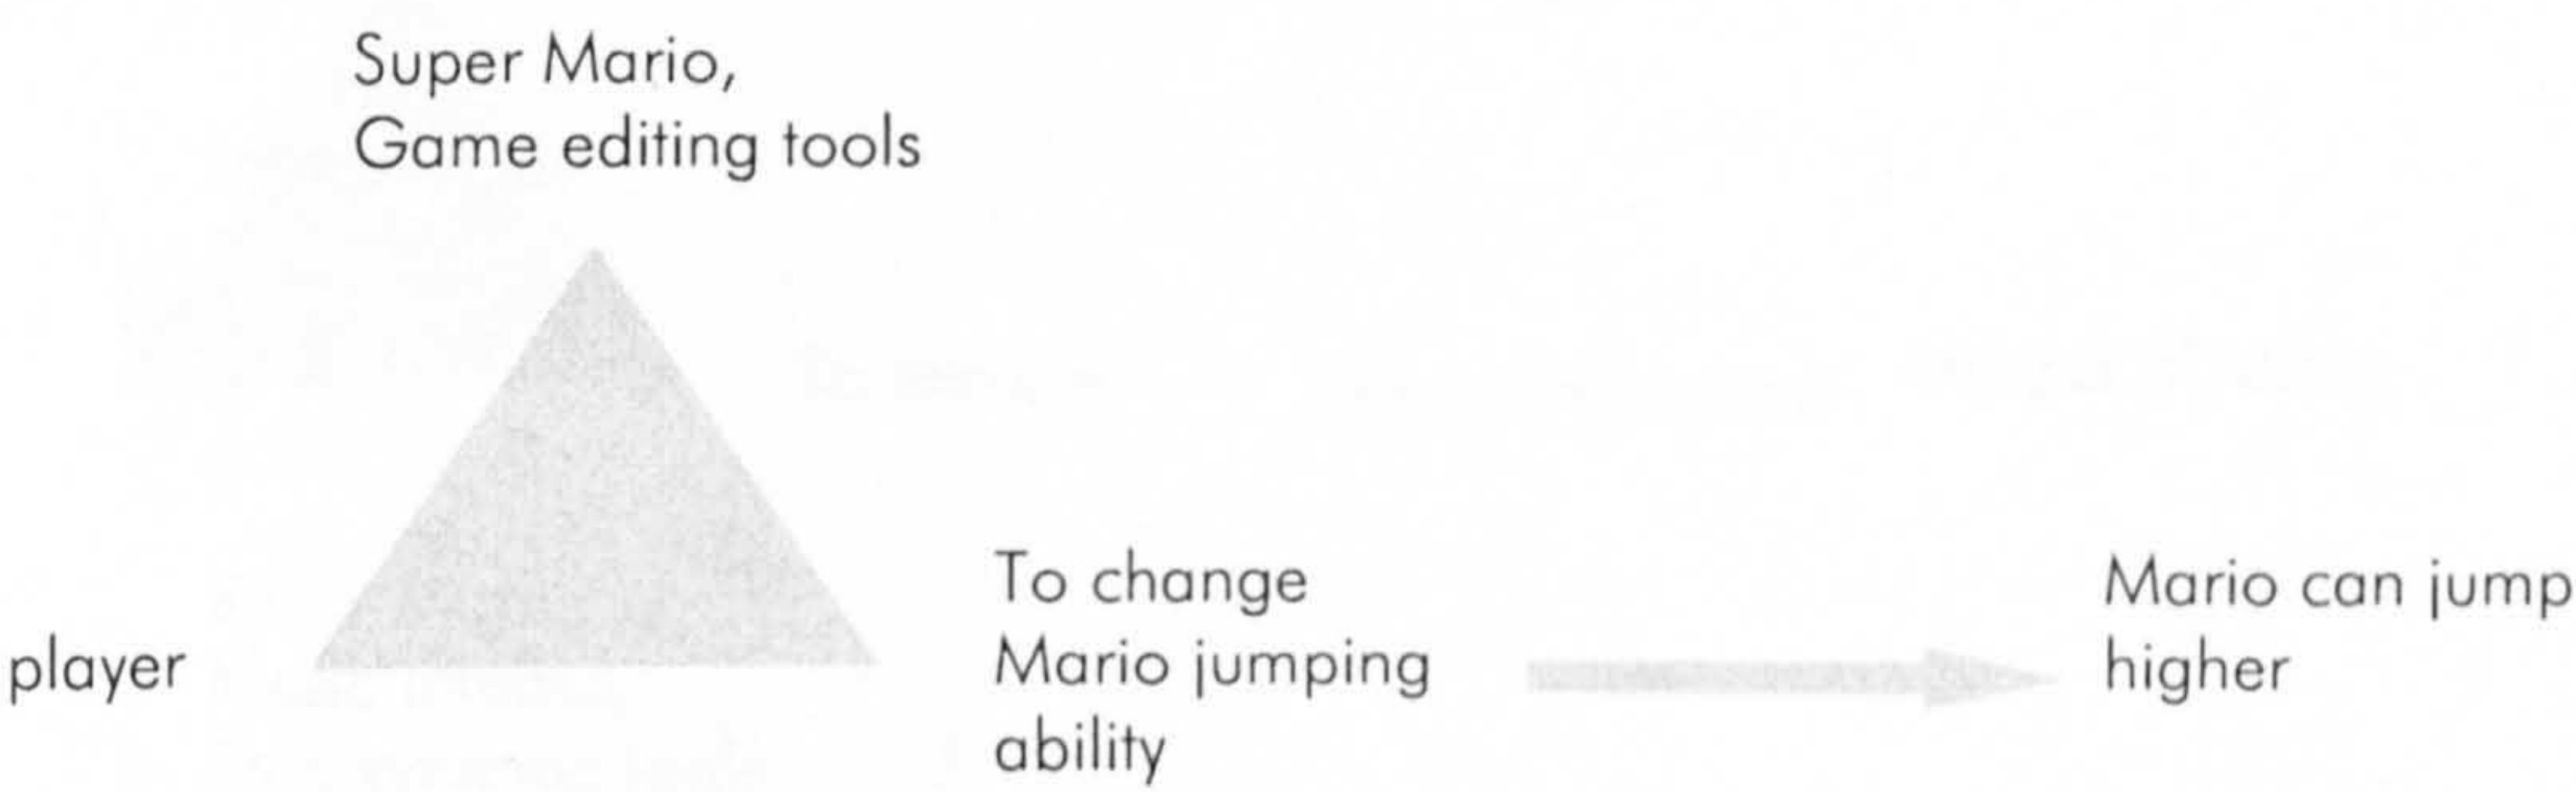 Super Mario,
Game editing tools
player
To change
Mario jumping
ability
Mario can jump
higher